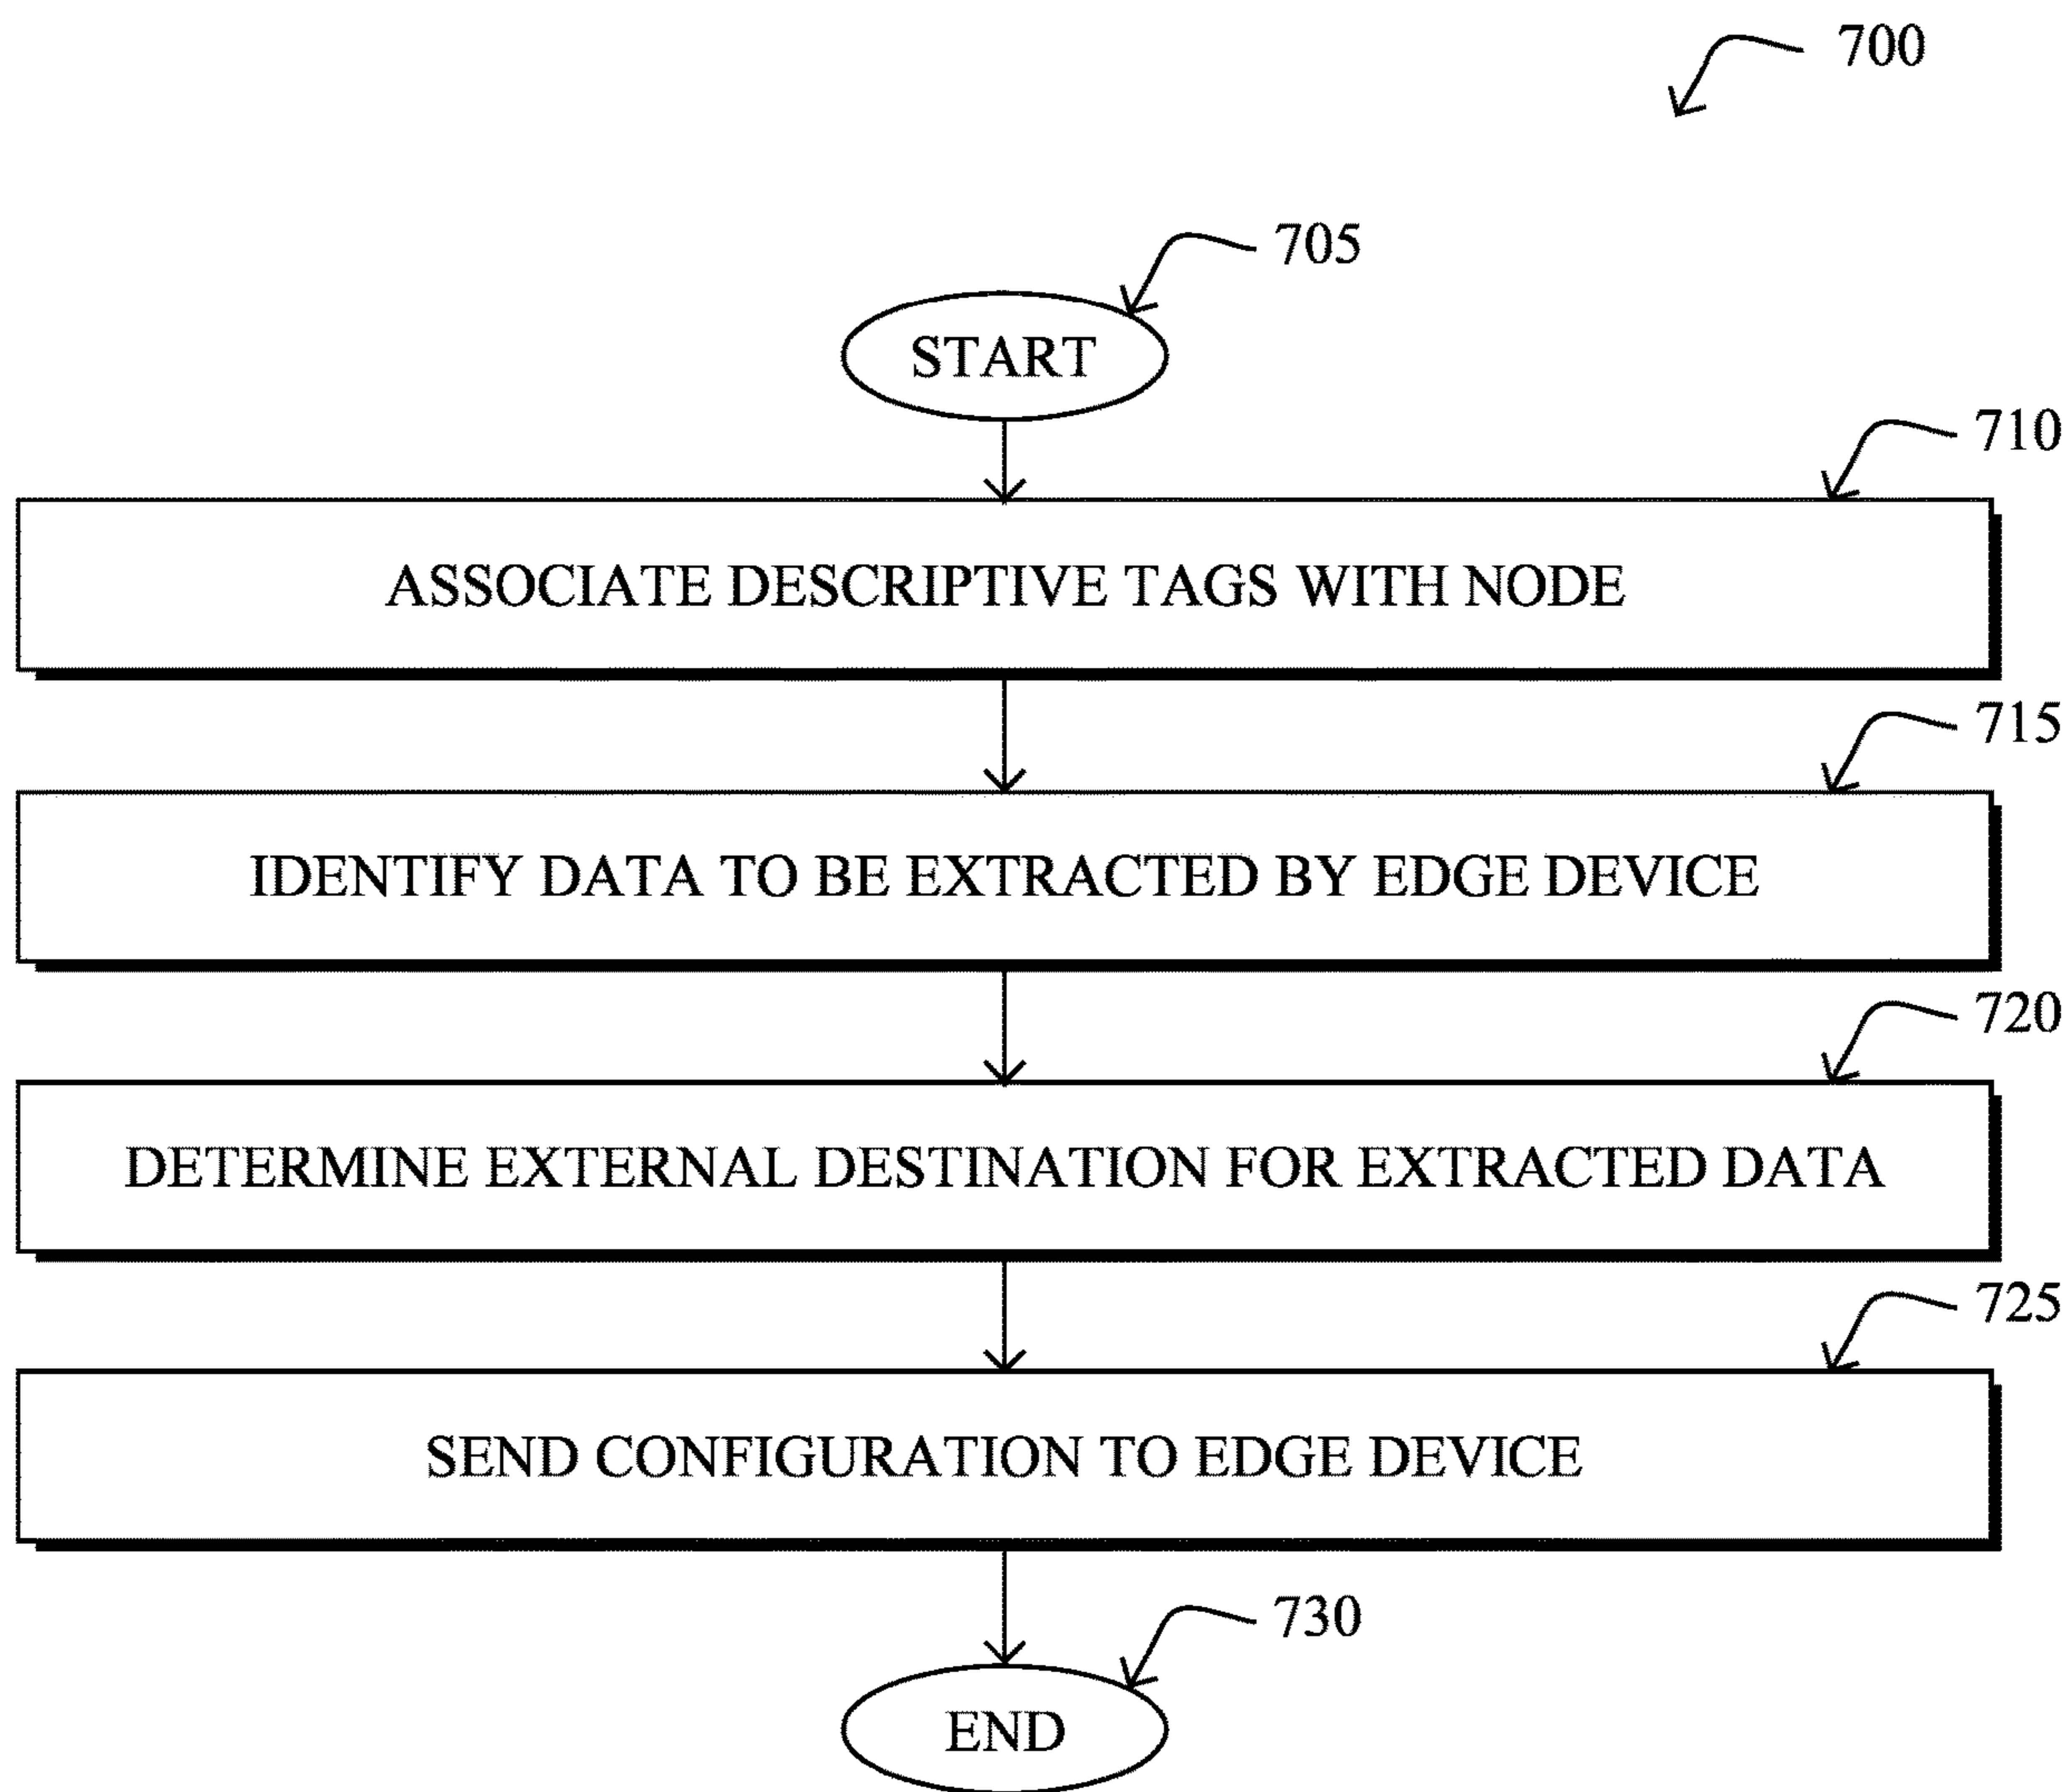 700
705
START
710
ASSOCIATE DESCRIPTIVE TAGS WITH NODE
715
IDENTIFY DATA TO BE EXTRACTED BY EDGE DEVICE
720
DETERMINE EXTERNAL DESTINATION FOR EXTRACTED DATA
725
SEND CONFIGURATION TO EDGE DEVICE
730
END